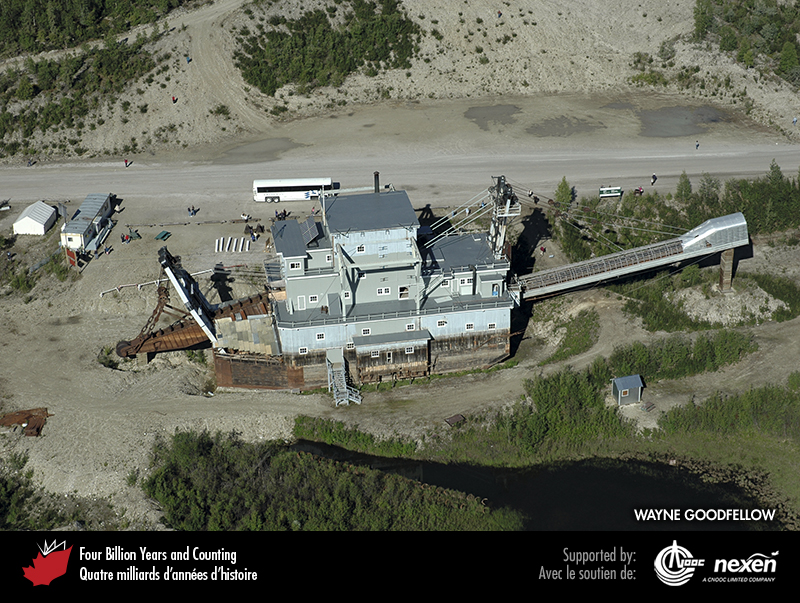 WAYNE GOODFELLOW
Four Billion Years and Counting
Quatre milliards d'années d'histoire
Supported by:
Avec le soutien de:
CNOOC
nexen
A CNOOC LIMITED COMPANY